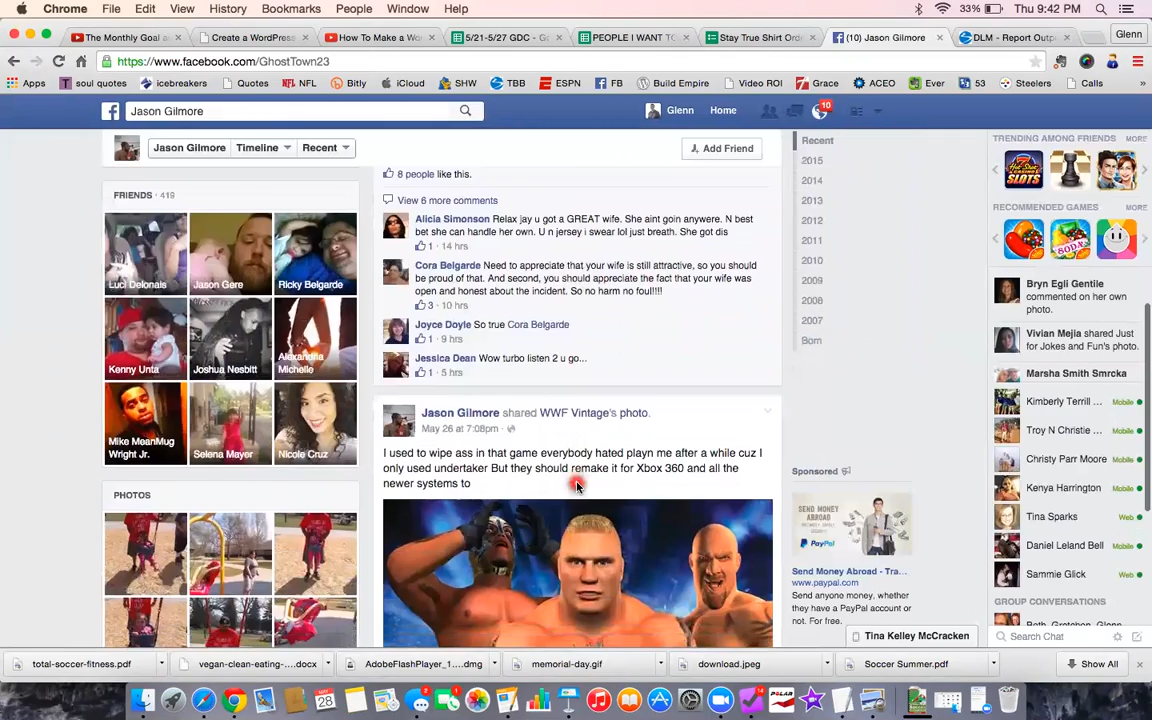 Chrome File Edit View History Bookmarks People Window Help 33% Thu 9:42 PM
The Monthly Goal a Create a WordPres How To Make a Wo 5/21-5/27 GDC - G PEOPLE I WANT T Stay True Shirt Ord (10) Jason Gilmore DLM - Report Outp Glenn
https://www.facebook.com/GhostTown23
Apps soul quotes icebreakers Quotes NFL Bitly iCloud SHW TBB ESPN FB Build Empire Video ROI Grace ACEO Ever 53 Steelers Calls
Jason Gilmore Glenn Home 10
Jason Gilmore Timeline Recent Add Friend
FRIENDS · 419
Luci Delonais Jason Gere Ricky Belgarde
Kenny Unta Joshua Nesbitt Alexandria Michelle
Mike MeanMug Wright Jr. Selena Mayer Nicole Cruz
PHOTOS
8 people like this.
View 6 more comments
Alicia Simonson Relax jay u got a GREAT wife. She aint goin anywere. N best
bet she can handle her own. U n jersey i swear lol just breath. She got dis
1 · 14 hrs
Cora Belgarde Need to appreciate that your wife is still attractive, so you should
be proud of that. And second, you should appreciate the fact that your wife was
open and honest about the incident. So no harm no foul!!!!
3 · 10 hrs
Joyce Doyle So true Cora Belgarde
1 · 9 hrs
Jessica Dean Wow turbo listen 2 u go...
1 · 5 hrs
Jason Gilmore shared WWF Vintage's photo.
May 26 at 7:08pm ·
I used to wipe ass in that game everybody hated playn me after a while cuz I
only used undertaker But they should remake it for Xbox 360 and all the
newer systems to
Recent
2015
2014
2013
2012
2011
2010
2009
2008
2007
Born
Sponsored
SEND MONEY
ABROAD
PayPal
Send Money Abroad - Tra...
www.paypal.com
Send money to anyone,
whether they have a
PayPal account or
not. For free.
TRENDING AMONG FRIENDS MORE
SLOTS
RECOMMENDED GAMES MORE
SODA
Bryn Egli Gentile
commented on her own
photo.
Vivian Mejia shared Just
for Jokes and Fun's photo.
Marsha Smith Smrcka
Kimberly Terrill ... Mobile
Troy N Christie ... Mobile
Christy Parr Moore Mobile
Kenya Harrington Mobile
Tina Sparks Web
Daniel Leland Bell Mobile
Sammie Glick Web
GROUP CONVERSATIONS
Tina Kelley McCracken Search Chat
total-soccer-fitness.pdf vegan-clean-eating-....docx AdobeFlashPlayer_1....dmg memorial-day.gif download.jpeg Soccer Summer.pdf Show All